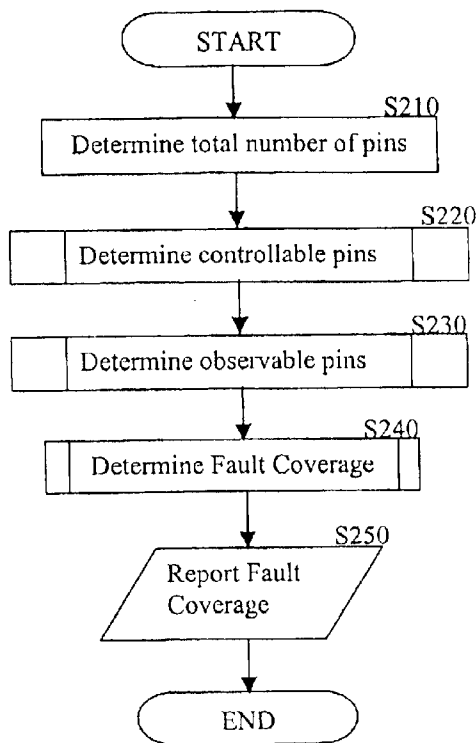 START
S210
Determine total number of pins
S220
Determine controllable pins
S230
Determine observable pins
S240
Determine Fault Coverage
S250
Report Fault
Coverage
END